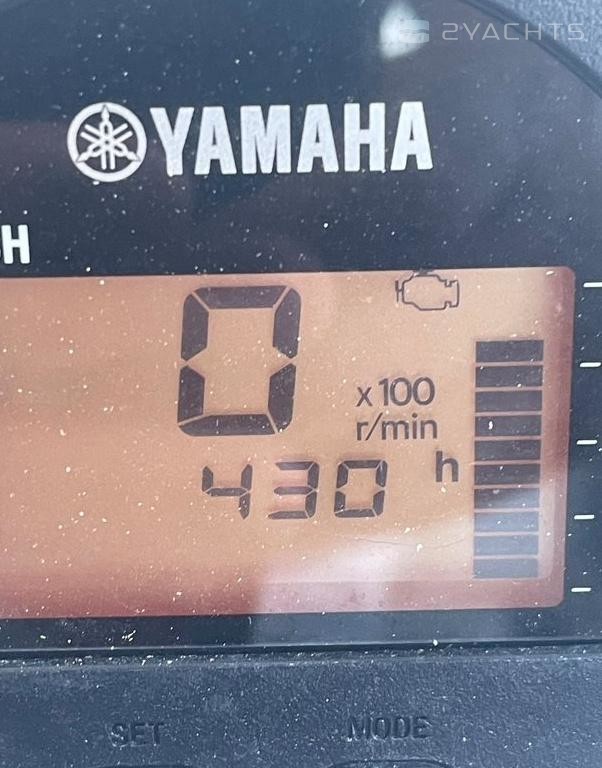 2YACHTS
YAMAHA
H
0
x100
r/min
430 h
SET MODE